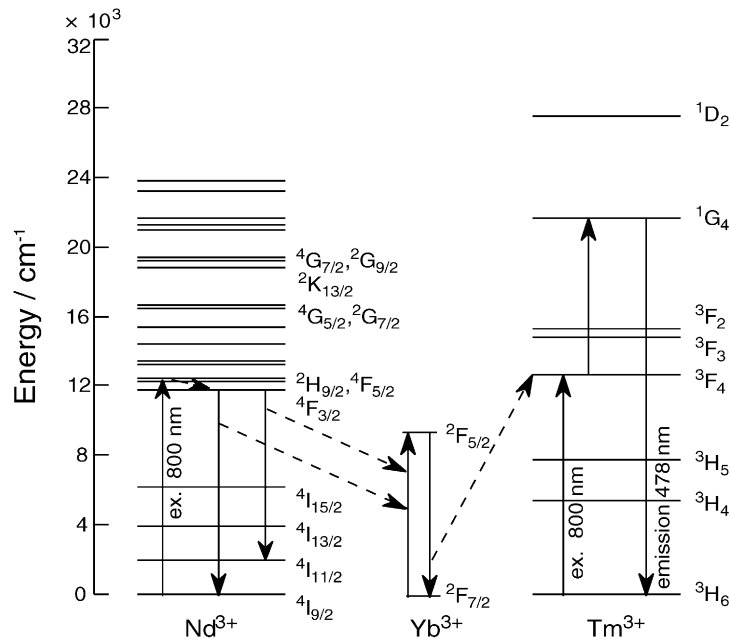 × 10³
Energy / cm⁻¹
32
28
24
20
16
12
8
4
0
⁴G₇/₂,²G₉/₂
²K₁₃/₂
⁴G₅/₂,²G₇/₂
²H₉/₂,⁴F₅/₂
⁴F₃/₂
⁴I₁₅/₂
⁴I₁₃/₂
⁴I₁₁/₂
⁴I₉/₂
ex. 800 nm
Nd³⁺
²F₅/₂
²F₇/₂
Yb³⁺
¹D₂
¹G₄
³F₂
³F₃
³F₄
³H₅
³H₄
³H₆
ex. 800 nm
emission 478 nm
Tm³⁺